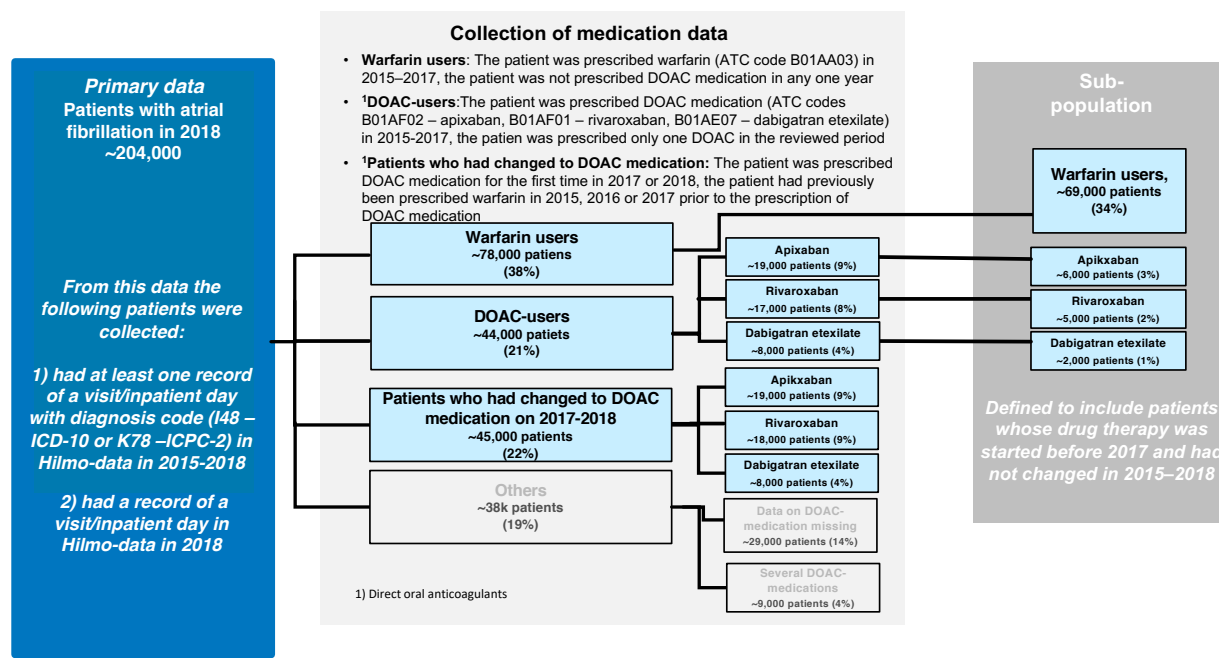 Primary data
Patients with atrial
fibrillation in 2018
~204,000
From this data the
following patients were
collected:
1) had at least one record
of a visit/inpatient day
with diagnosis code (I48 –
ICD-10 or K78 –ICPC-2) in
Hilmo-data in 2015-2018
2) had a record of a
visit/inpatient day in
Hilmo-data in 2018
Collection of medication data
• Warfarin users: The patient was prescribed warfarin (ATC code B01AA03) in
2015–2017, the patient was not prescribed DOAC medication in any one year
• ¹DOAC-users:The patient was prescribed DOAC medication (ATC codes
B01AF02 – apixaban, B01AF01 – rivaroxaban, B01AE07 – dabigatran etexilate)
in 2015-2017, the patien was prescribed only one DOAC in the reviewed period
• ¹Patients who had changed to DOAC medication: The patient was prescribed
DOAC medication for the first time in 2017 or 2018, the patient had previously
been prescribed warfarin in 2015, 2016 or 2017 prior to the prescription of
DOAC medication
Warfarin users
~78,000 patiens
(38%)
DOAC-users
~44,000 patiets
(21%)
Patients who had changed to DOAC
medication on 2017-2018
~45,000 patients
(22%)
Others
~38k patients
(19%)
Apixaban
~19,000 patients (9%)
Rivaroxaban
~17,000 patients (8%)
Dabigatran etexilate
~8,000 patients (4%)
Apikxaban
~19,000 patients (9%)
Rivaroxaban
~18,000 patients (9%)
Dabigatran etexilate
~8,000 patients (4%)
Data on DOAC-
medication missing
~29,000 patients (14%)
Several DOAC-
medications
~9,000 patients (4%)
1) Direct oral anticoagulants
Sub-
population
Warfarin users,
~69,000 patients
(34%)
Apikxaban
~6,000 patients (3%)
Rivaroxaban
~5,000 patients (2%)
Dabigatran etexilate
~2,000 patients (1%)
Defined to include patients
whose drug therapy was
started before 2017 and had
not changed in 2015–2018